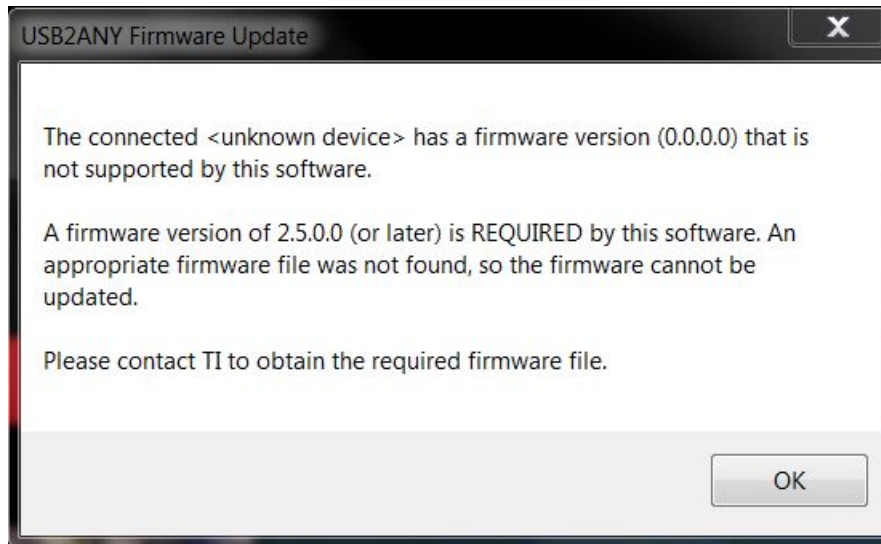 USB2ANY Firmware Update
X
The connected <unknown device> has a firmware version (0.0.0.0) that is
not supported by this software.
A firmware version of 2.5.0.0 (or later) is REQUIRED by this software. An
appropriate firmware file was not found, so the firmware cannot be
updated.
Please contact TI to obtain the required firmware file.
OK